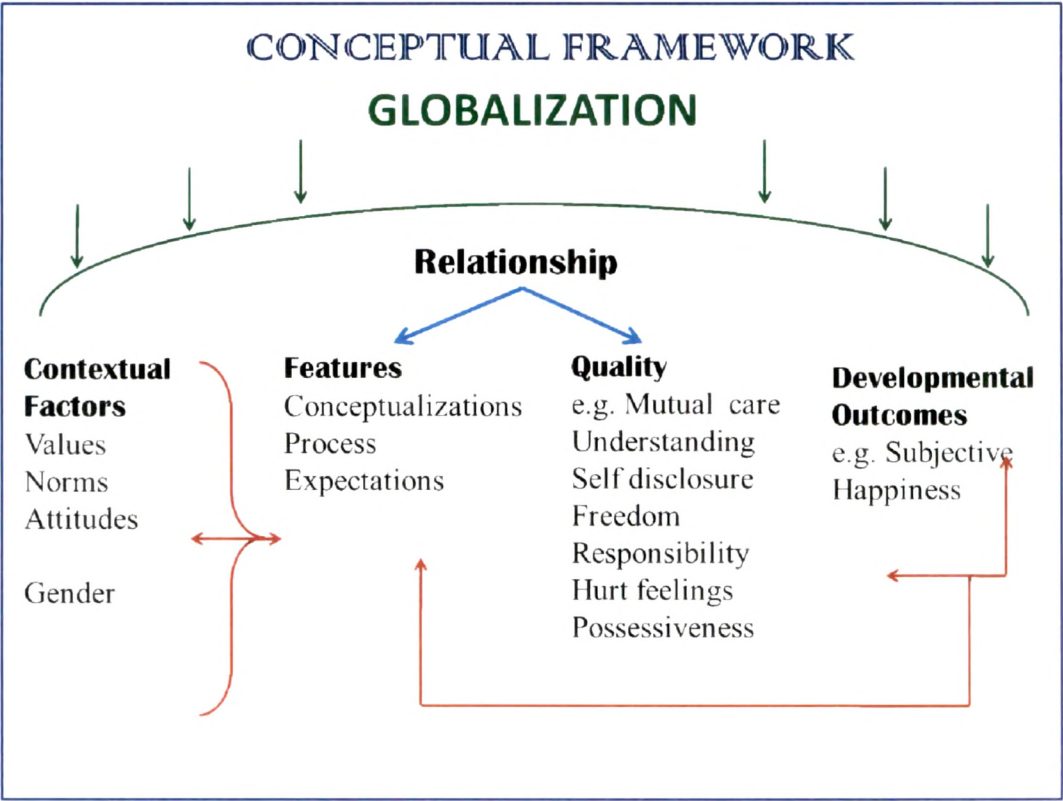 CONCEPTUAL FRAMEWORK
GLOBALIZATION
Relationship
Contextual
Factors
Values
Norms
Attitudes
Gender
Features
Conceptualizations
Process
Expectations
Quality
e.g. Mutual care
Understanding
Self disclosure
Freedom
Responsibility
Hurt feelings
Possessiveness
Developmental
Outcomes
e.g. Subjective
Happiness